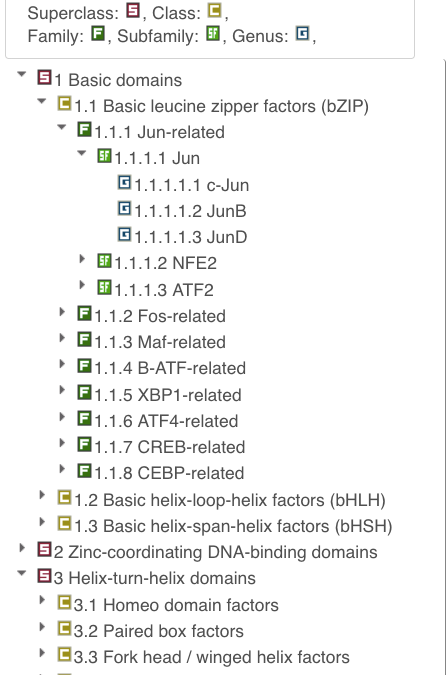 Superclass: S, Class: C,
Family: F, Subfamily: SF, Genus: G,
S 1 Basic domains
C 1.1 Basic leucine zipper factors (bZIP)
F 1.1.1 Jun-related
SF 1.1.1.1 Jun
G 1.1.1.1.1 c-Jun
G 1.1.1.1.2 JunB
G 1.1.1.1.3 JunD
SF 1.1.1.2 NFE2
SF 1.1.1.3 ATF2
F 1.1.2 Fos-related
F 1.1.3 Maf-related
F 1.1.4 B-ATF-related
F 1.1.5 XBP1-related
F 1.1.6 ATF4-related
F 1.1.7 CREB-related
F 1.1.8 CEBP-related
C 1.2 Basic helix-loop-helix factors (bHLH)
C 1.3 Basic helix-span-helix factors (bHSH)
S 2 Zinc-coordinating DNA-binding domains
S 3 Helix-turn-helix domains
C 3.1 Homeo domain factors
C 3.2 Paired box factors
C 3.3 Fork head / winged helix factors